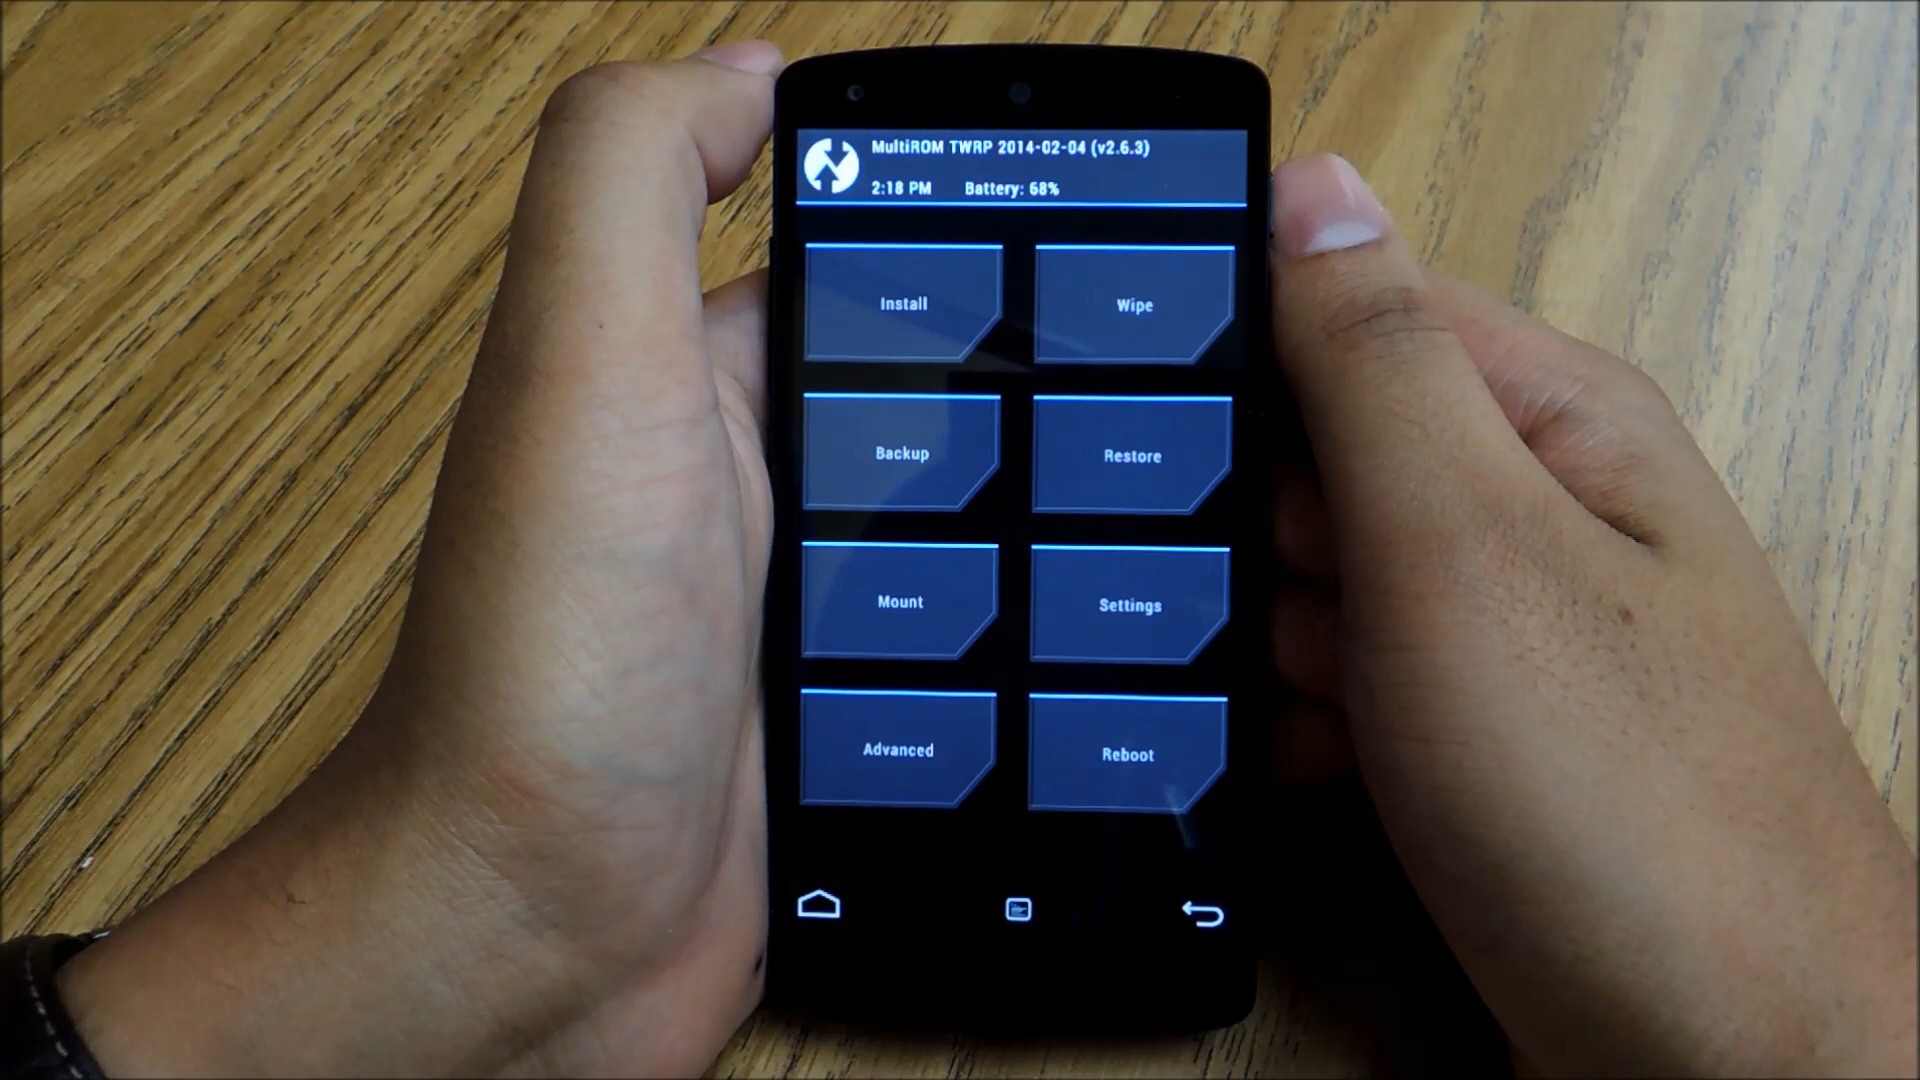 MultiROM TWRP 2014-02-04 (v2.6.3)
2:18 PM Battery: 68%
Install
Wipe
Backup
Restore
Mount
Settings
Advanced
Reboot